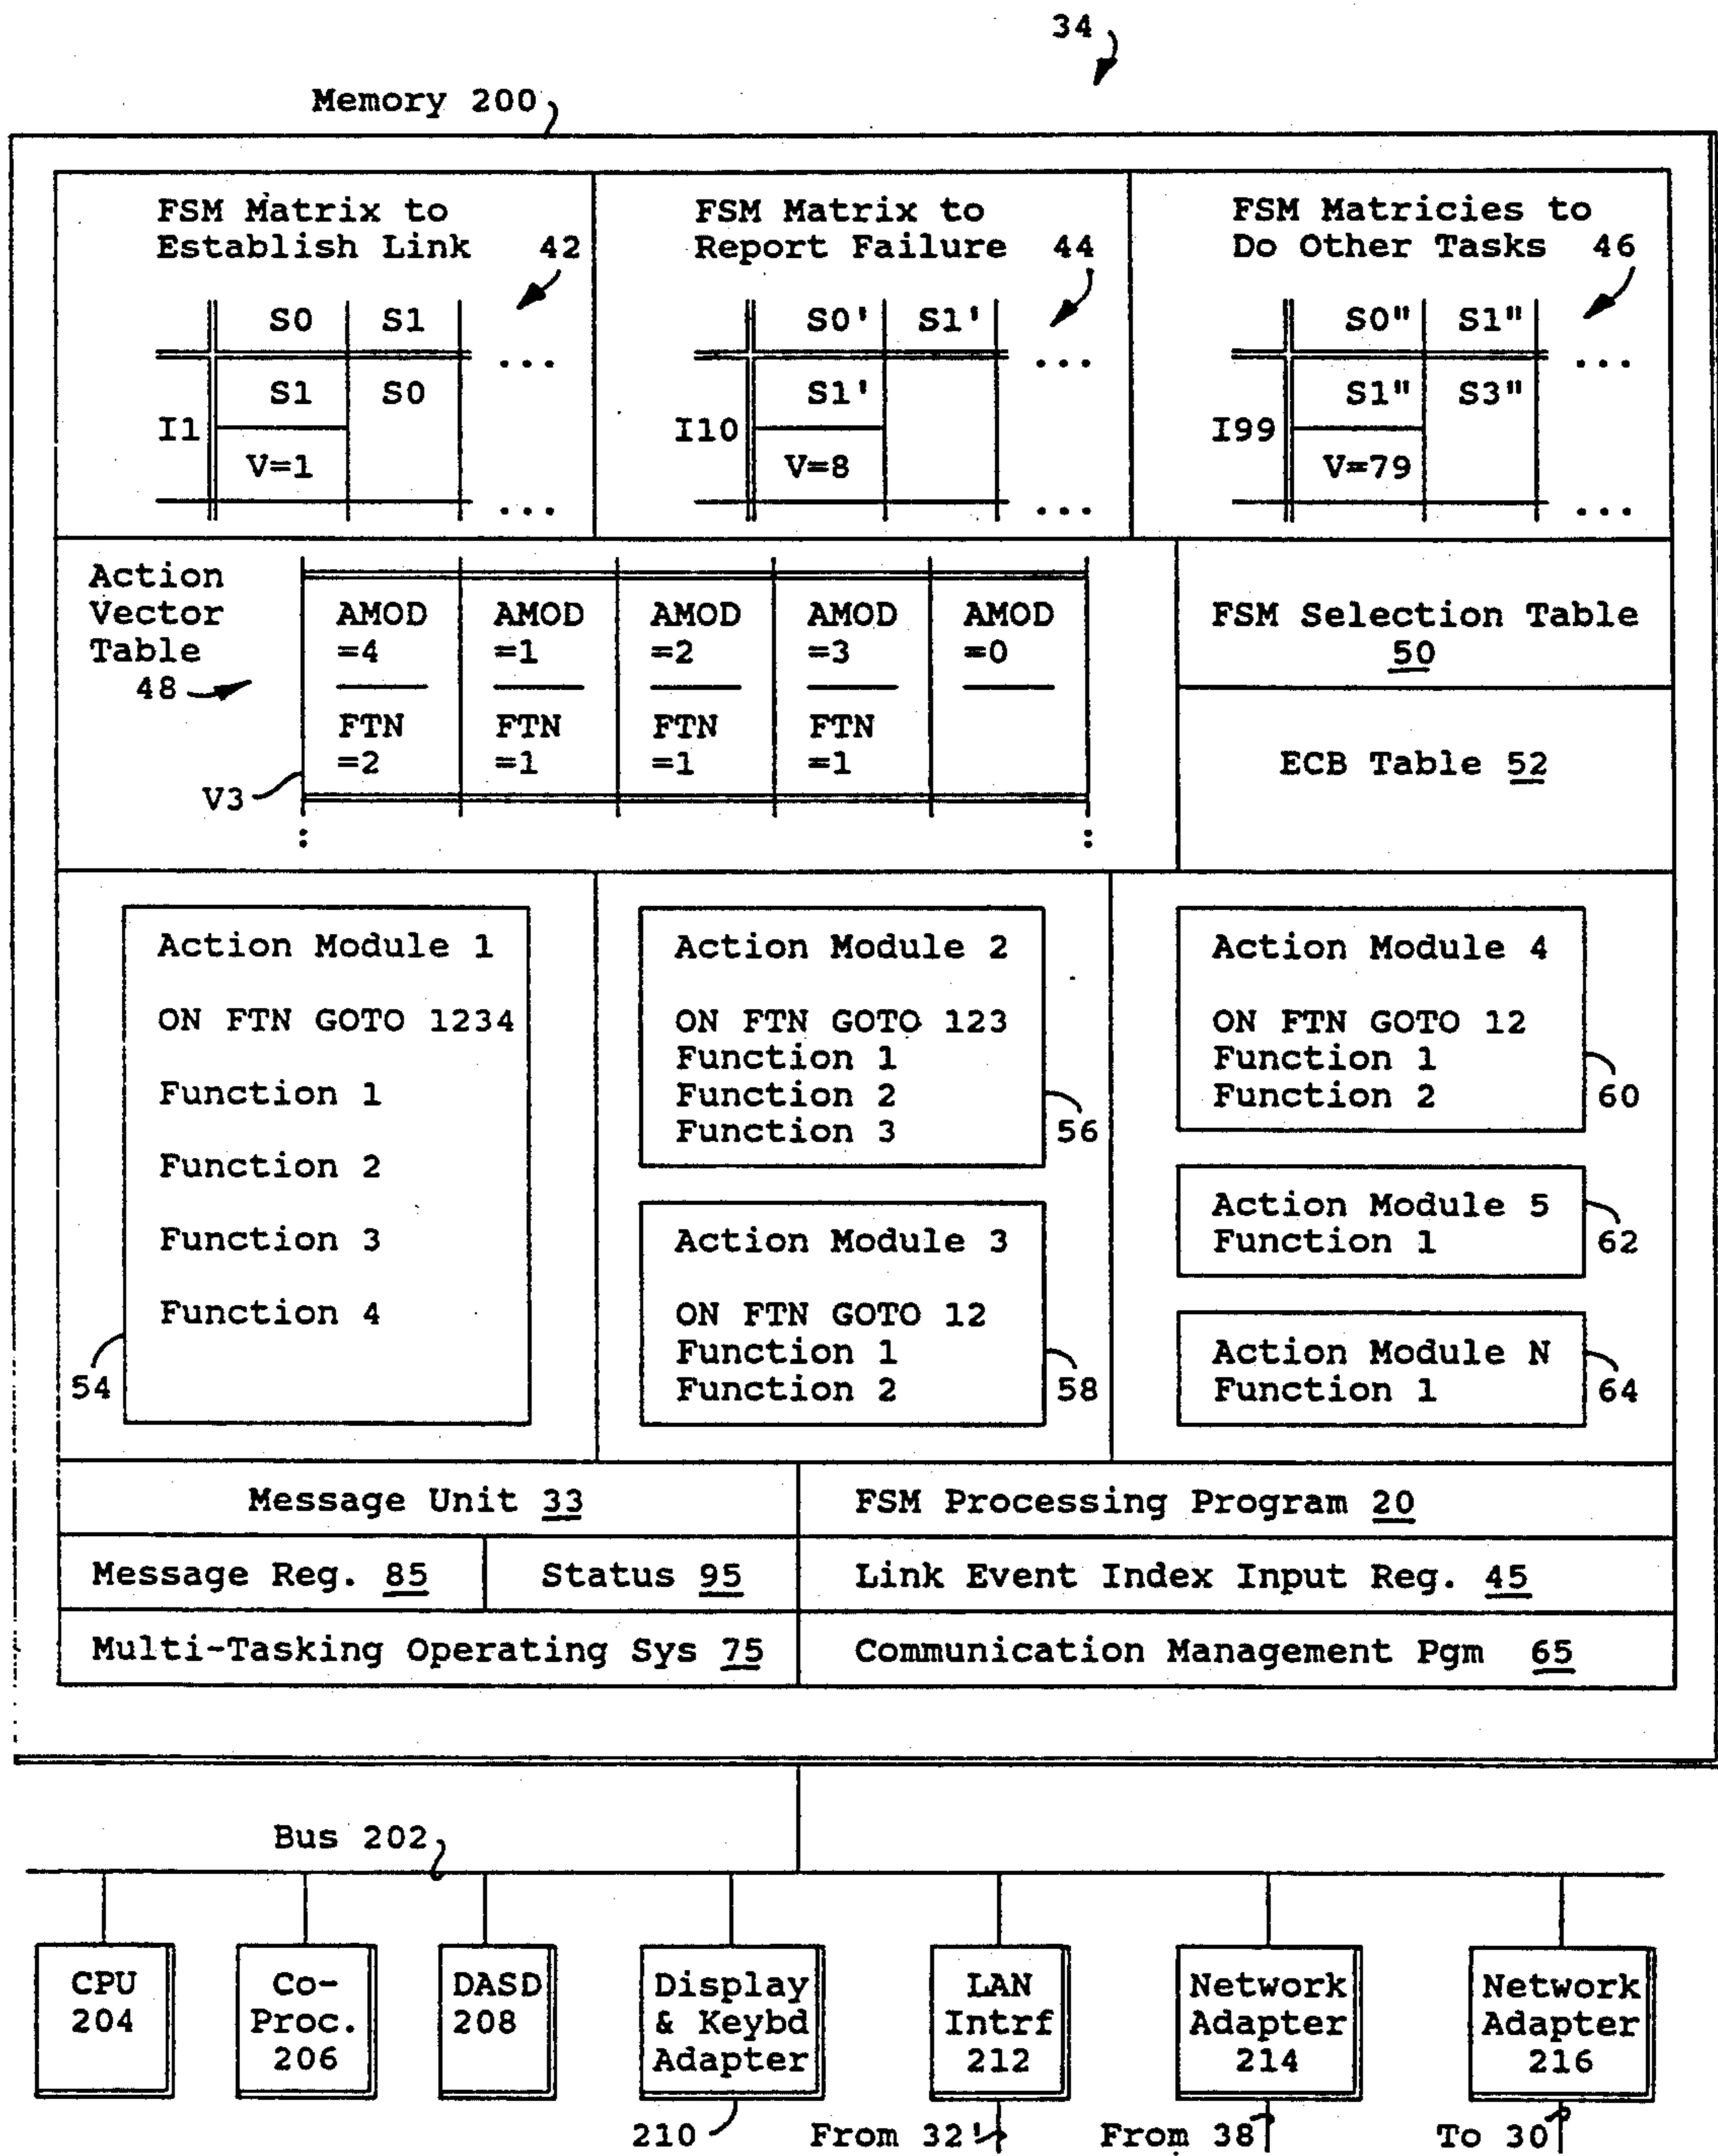 34
Memory 200
FSM Matrix to
Establish Link 42
S0 S1
...
S1 S0
I1
V=1
...
FSM Matrix to
Report Failure 44
S0' S1'
...
S1'
I10
V=8
...
FSM Matricies to
Do Other Tasks 46
S0" S1"
...
S1" S3"
I99
V=79
...
Action
Vector
Table
48
AMOD AMOD AMOD AMOD AMOD
=4 =1 =2 =3 =0
FTN FTN FTN FTN
=2 =1 =1 =1
V3
: :
FSM Selection Table
50
ECB Table 52
Action Module 1
ON FTN GOTO 1234
Function 1
Function 2
Function 3
Function 4
54
Action Module 2
ON FTN GOTO 123
Function 1
Function 2
Function 3
56
Action Module 3
ON FTN GOTO 12
Function 1
Function 2
58
Action Module 4
ON FTN GOTO 12
Function 1
Function 2
60
Action Module 5
Function 1
62
Action Module N
Function 1
64
Message Unit 33
FSM Processing Program 20
Message Reg. 85
Status 95
Link Event Index Input Reg. 45
Multi-Tasking Operating Sys 75
Communication Management Pgm 65
Bus 202
CPU
204
Co-
Proc.
206
DASD
208
Display
& Keybd
Adapter
210
LAN
Intrf
212
From 32'
Network
Adapter
214
From 38
Network
Adapter
216
To 30